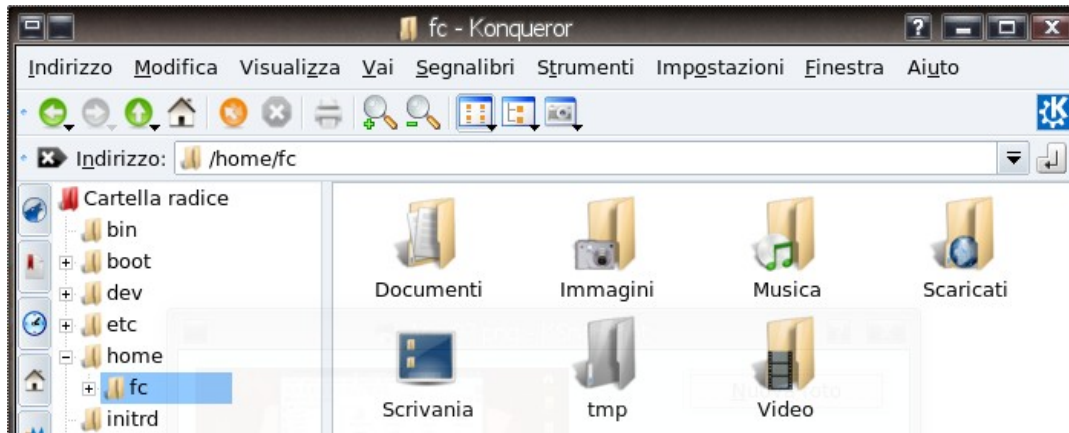 fc - Konqueror
Indirizzo Modifica Visualizza Vai Segnalibri Strumenti Impostazioni Finestra Aiuto
Indirizzo: /home/fc
Cartella radice
bin
boot
dev
etc
home
fc
initrd
Documenti Immagini Musica Scaricati
Scrivania tmp Video